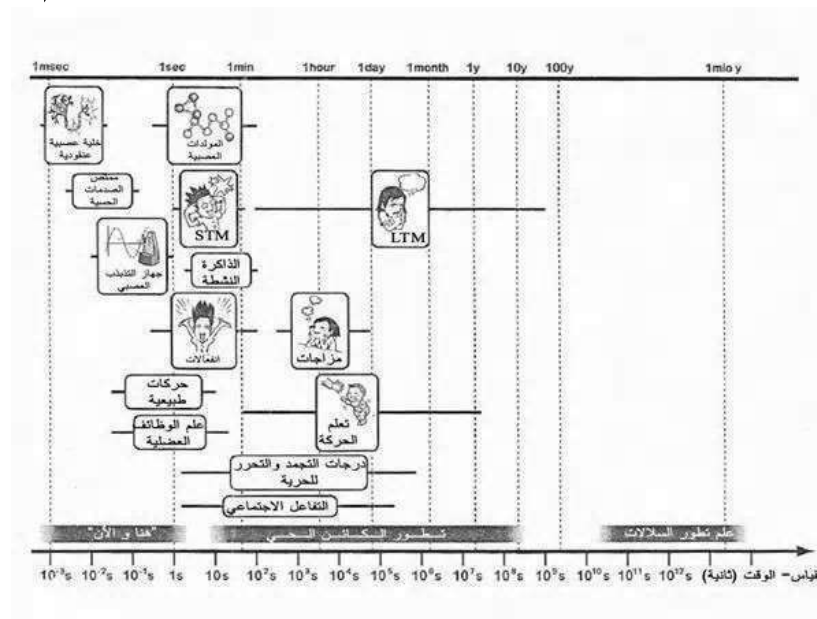 1msec 1sec 1min 1hour 1day 1month 1y 10y 100y 1mio y
خلية عصبية
عنقودية
المولدات
العصبية
ممتص
الصدمات
الحسية
STM
LTM
جهاز التذبذب
العصبي
الذاكرة
النشطة
انفعالات
مزاجات
حركات
طبيعية
تعلم
الحركة
علم الوظائف
العضلية
درجات التجمد والتحرر
للحرية
التفاعل الاجتماعي
"هنا و الآن"
تطور الكائن الحي
علم تطور السلالات
10⁻³s 10⁻²s 10⁻¹s 1s 10s 10²s 10³s 10⁴s 10⁵s 10⁶s 10⁷s 10⁸s 10⁹s 10¹⁰s 10¹¹s 10¹²s قياس- الوقت (ثانية)